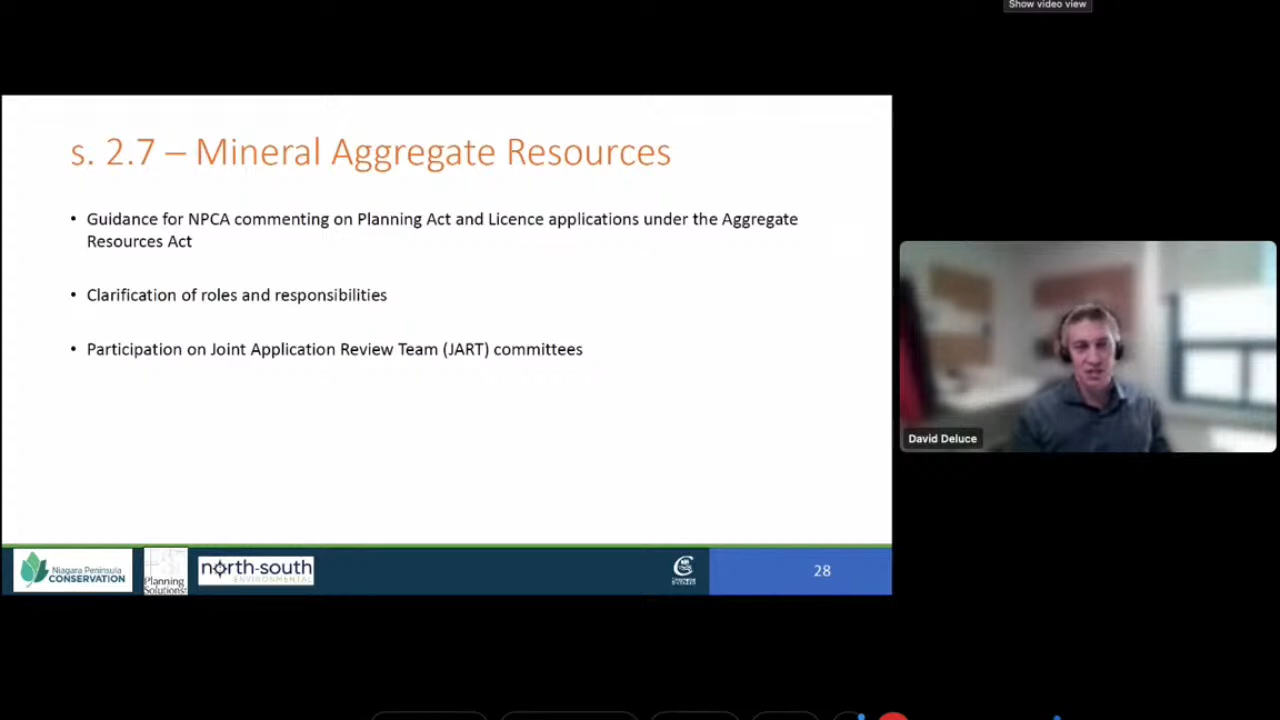 Show video view
s. 2.7 – Mineral Aggregate Resources
• Guidance for NPCA commenting on Planning Act and Licence applications under the Aggregate
Resources Act
• Clarification of roles and responsibilities
• Participation on Joint Application Review Team (JART) committees
David Deluce
Niagara Peninsula
CONSERVATION
Planning
Solutions
north-south
ENVIRONMENTAL
28